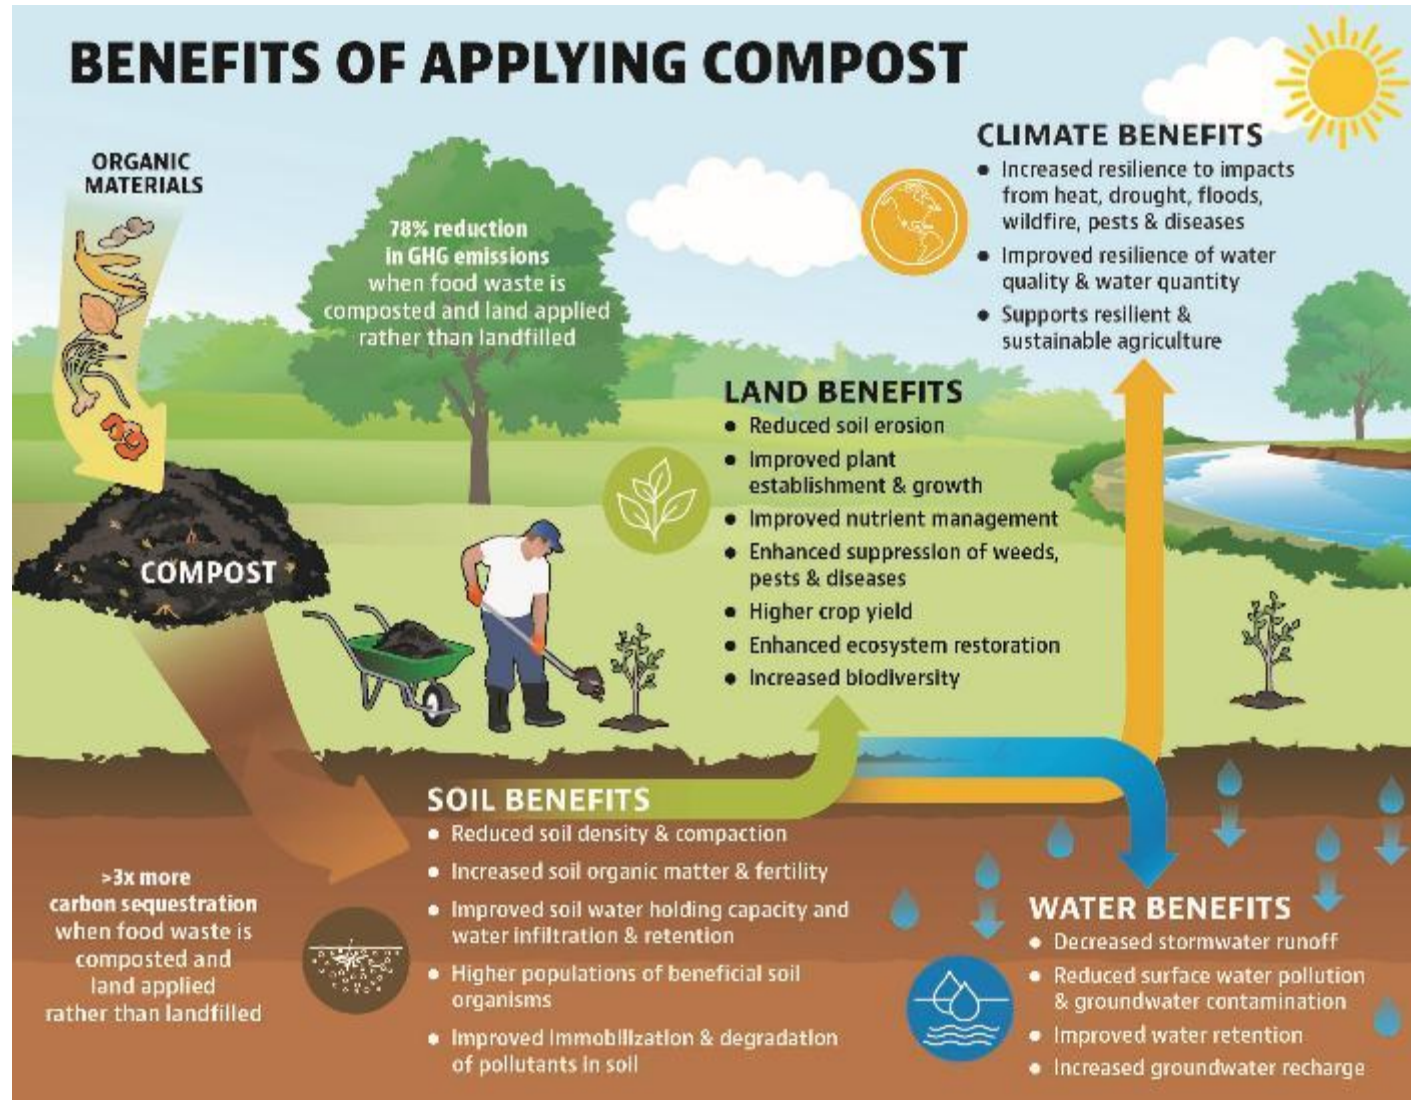 BENEFITS OF APPLYING COMPOST
ORGANIC
MATERIALS
78% reduction
in GHG emissions
when food waste is
composted and land applied
rather than landfilled
CLIMATE BENEFITS
• Increased resilience to impacts
from heat, drought, floods,
wildfire, pests & diseases
• Improved resilience of water
quality & water quantity
• Supports resilient &
sustainable agriculture
LAND BENEFITS
• Reduced soil erosion
• Improved plant
establishment & growth
• Improved nutrient management
• Enhanced suppression of weeds,
pests & diseases
• Higher crop yield
• Enhanced ecosystem restoration
• Increased biodiversity
COMPOST
SOIL BENEFITS
• Reduced soil density & compaction
• Increased soil organic matter & fertility
• Improved soil water holding capacity and
water infiltration & retention
• Higher populations of beneficial soil
organisms
• Improved immobilization & degradation
of pollutants in soil
>3x more
carbon sequestration
when food waste is
composted and
land applied
rather than landfilled
WATER BENEFITS
• Decreased stormwater runoff
• Reduced surface water pollution
& groundwater contamination
• Improved water retention
• Increased groundwater recharge